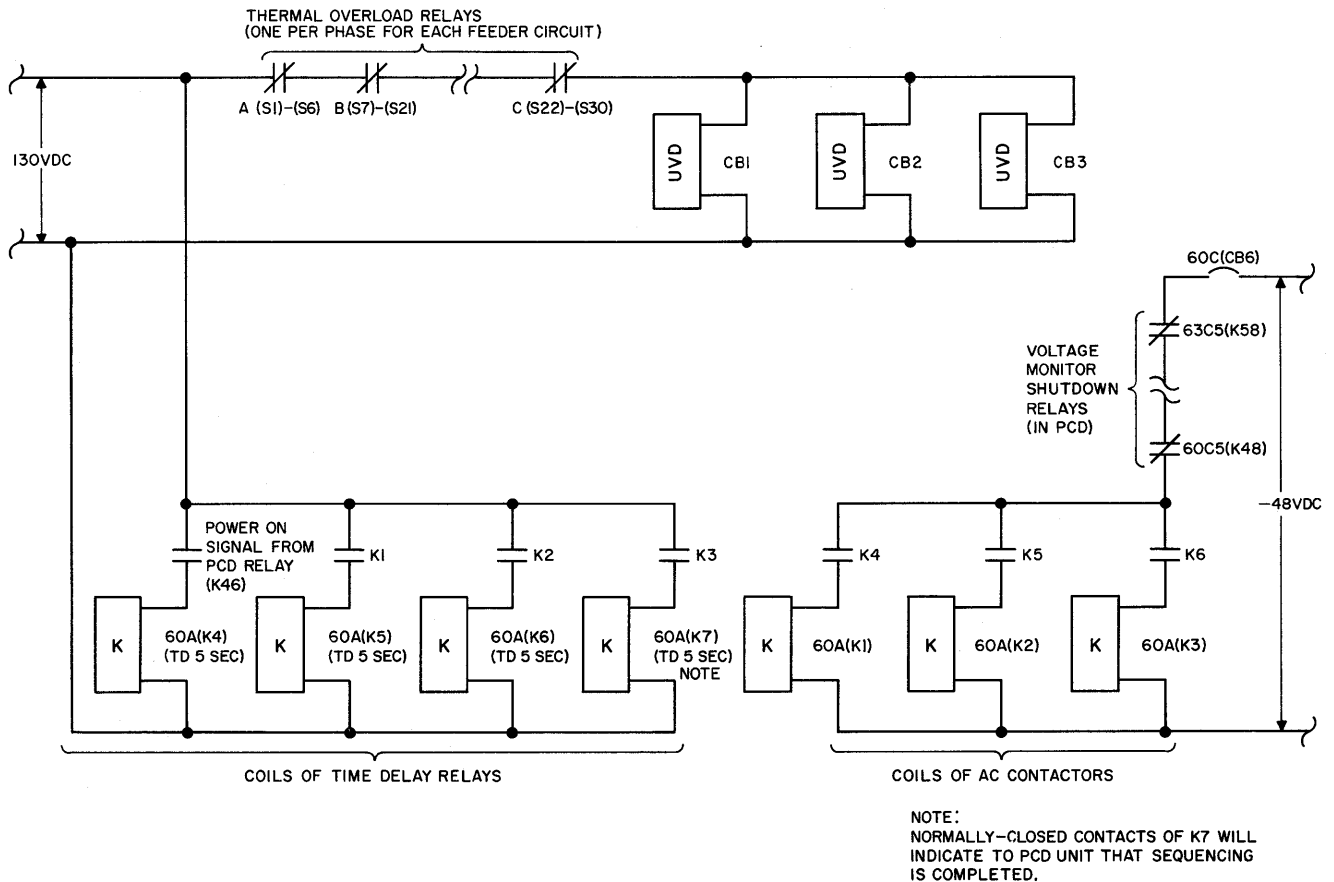 THERMAL OVERLOAD RELAYS
(ONE PER PHASE FOR EACH FEEDER CIRCUIT)
A (S1)-(S6)
B (S7)-(S21)
C (S22)-(S30)
130VDC
UVD
CB1
UVD
CB2
UVD
CB3
60C(CB6)
63C5(K58)
VOLTAGE
MONITOR
SHUTDOWN
RELAYS
(IN PCD)
60C5(K48)
-48VDC
POWER ON
SIGNAL FROM
PCD RELAY
(K46)
K1
K2
K3
K4
K5
K6
K
60A(K4)
(TD 5 SEC)
K
60A(K5)
(TD 5 SEC)
K
60A(K6)
(TD 5 SEC)
K
60A(K7)
(TD 5 SEC)
NOTE
K
60A(K1)
K
60A(K2)
K
60A(K3)
COILS OF TIME DELAY RELAYS
COILS OF AC CONTACTORS
NOTE:
NORMALLY-CLOSED CONTACTS OF K7 WILL
INDICATE TO PCD UNIT THAT SEQUENCING
IS COMPLETED.